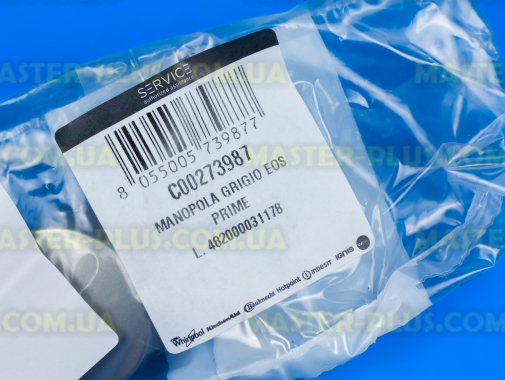 SERVICE
authorized assistance
8 055005 739877
C00273987
MANOPOLA GRIGIO EOS
PRIME
L. 482000031178
Whirlpool KitchenAid Bauknecht Hotpoint indesit IGNIS
MASTER-PLUS.COM.UA